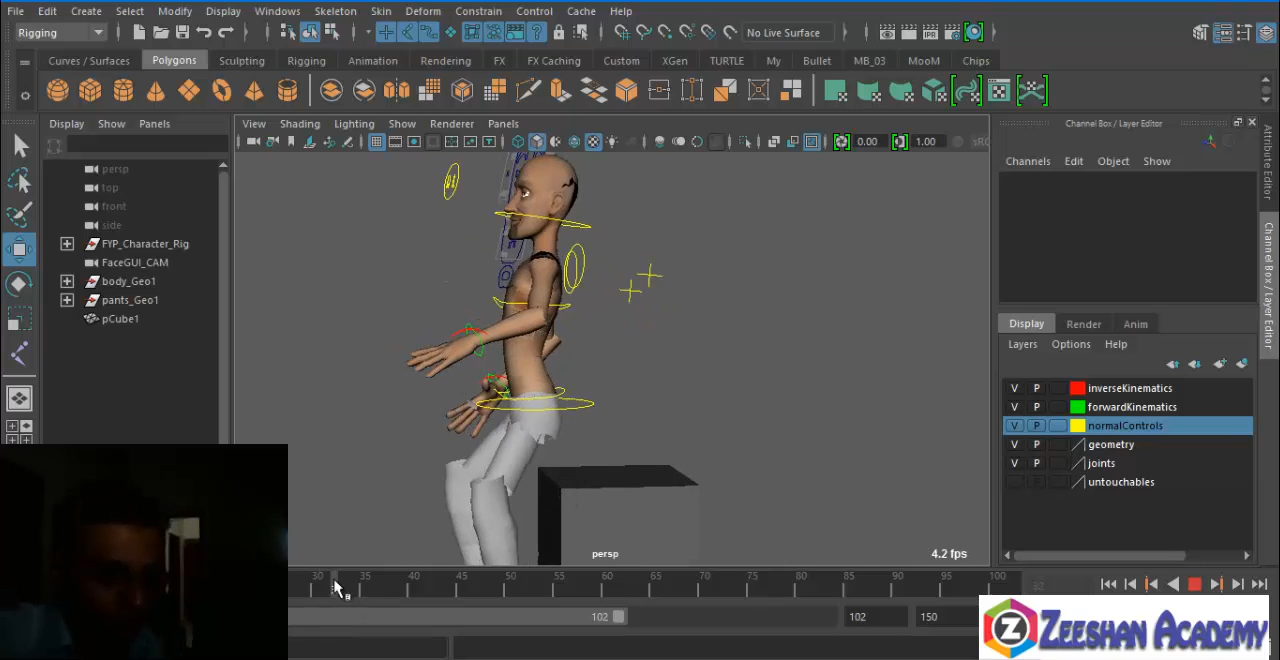 File Edit Create Select Modify Display Windows Skeleton Skin Deform Constrain Control Cache Help
Rigging No Live Surface
Curves / Surfaces Polygons Sculpting Rigging Animation Rendering FX FX Caching Custom XGen TURTLE My Bullet MB_03 MooM Chips
Display Show Panels
View Shading Lighting Show Renderer Panels
Channel Box / Layer Editor
0.00 1.00
Channels Edit Object Show
Attribute Editor
Channel Box / Layer Editor
persp
top
front
side
FYP_Character_Rig
FaceGUI_CAM
body_Geo1
pants_Geo1
pCube1
Display Render Anim
Layers Options Help
V P inverseKinematics
V P forwardKinematics
V P normalControls
V P geometry
V P joints
untouchables
persp
4.2 fps
30 35 40 45 50 55 60 65 70 75 80 85 90 95 100
102 102 150
Z ZEESHAN ACADEMY